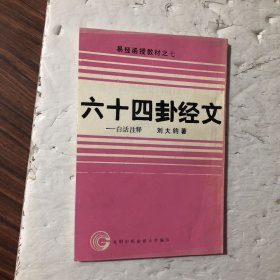 易技函授教材之七
六十四卦经文
——白话注释 刘大钧著